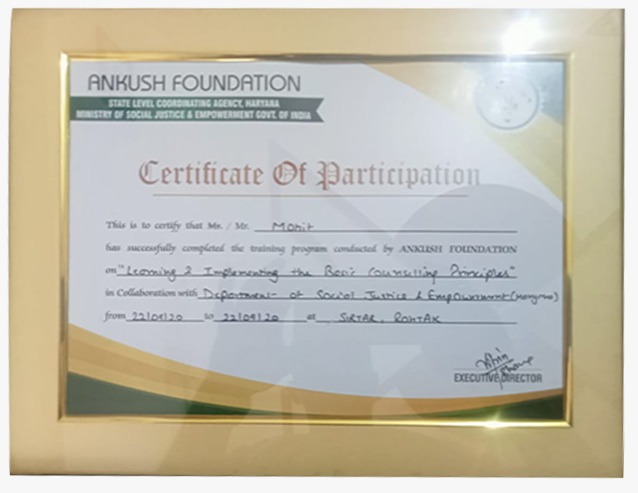 ANKUSH FOUNDATION
STATE LEVEL COORDINATING AGENCY, HARYANA
MINISTRY OF SOCIAL JUSTICE & EMPOWERMENT GOVT. OF INDIA
Certificate Of Participation
This is to certify that Ms. / Mr. Mohit
has successfully completed the training program conducted by ANKUSH FOUNDATION
on "Learning & Implementing the Basic Counselling Principles"
in Collaboration with Department of Social Justice & Empowerment (Haryana)
from 22/09/20 to 22/09/20 at SIRTAR, ROHTAK
EXECUTIVE DIRECTOR